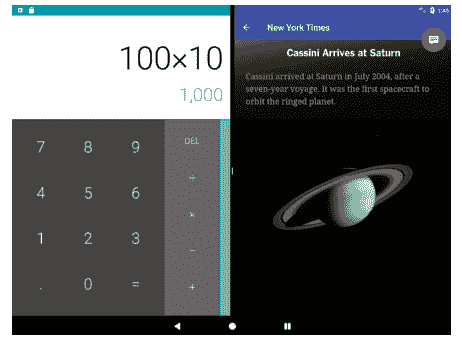 100×10
1,000
7 8 9
4 5 6
1 2 3
. 0 =
DEL
÷
×
−
+
1:46
← New York Times
Cassini Arrives at Saturn
Cassini arrived at Saturn in July 2004, after a
seven-year voyage. It was the first spacecraft to
orbit the ringed planet.